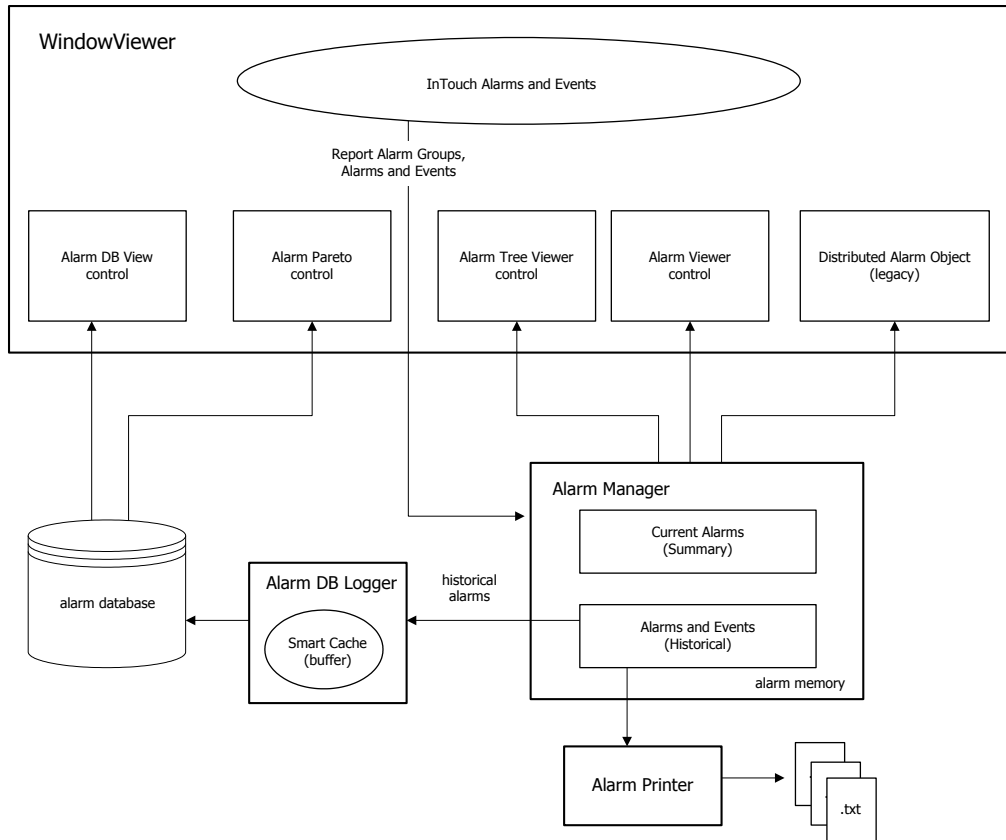 WindowViewer
InTouch Alarms and Events
Report Alarm Groups,
Alarms and Events
Alarm DB View
control
Alarm Pareto
control
Alarm Tree Viewer
control
Alarm Viewer
control
Distributed Alarm Object
(legacy)
Alarm Manager
Current Alarms
(Summary)
Alarms and Events
(Historical)
alarm memory
historical
alarms
Alarm DB Logger
Smart Cache
(buffer)
alarm database
Alarm Printer
.txt